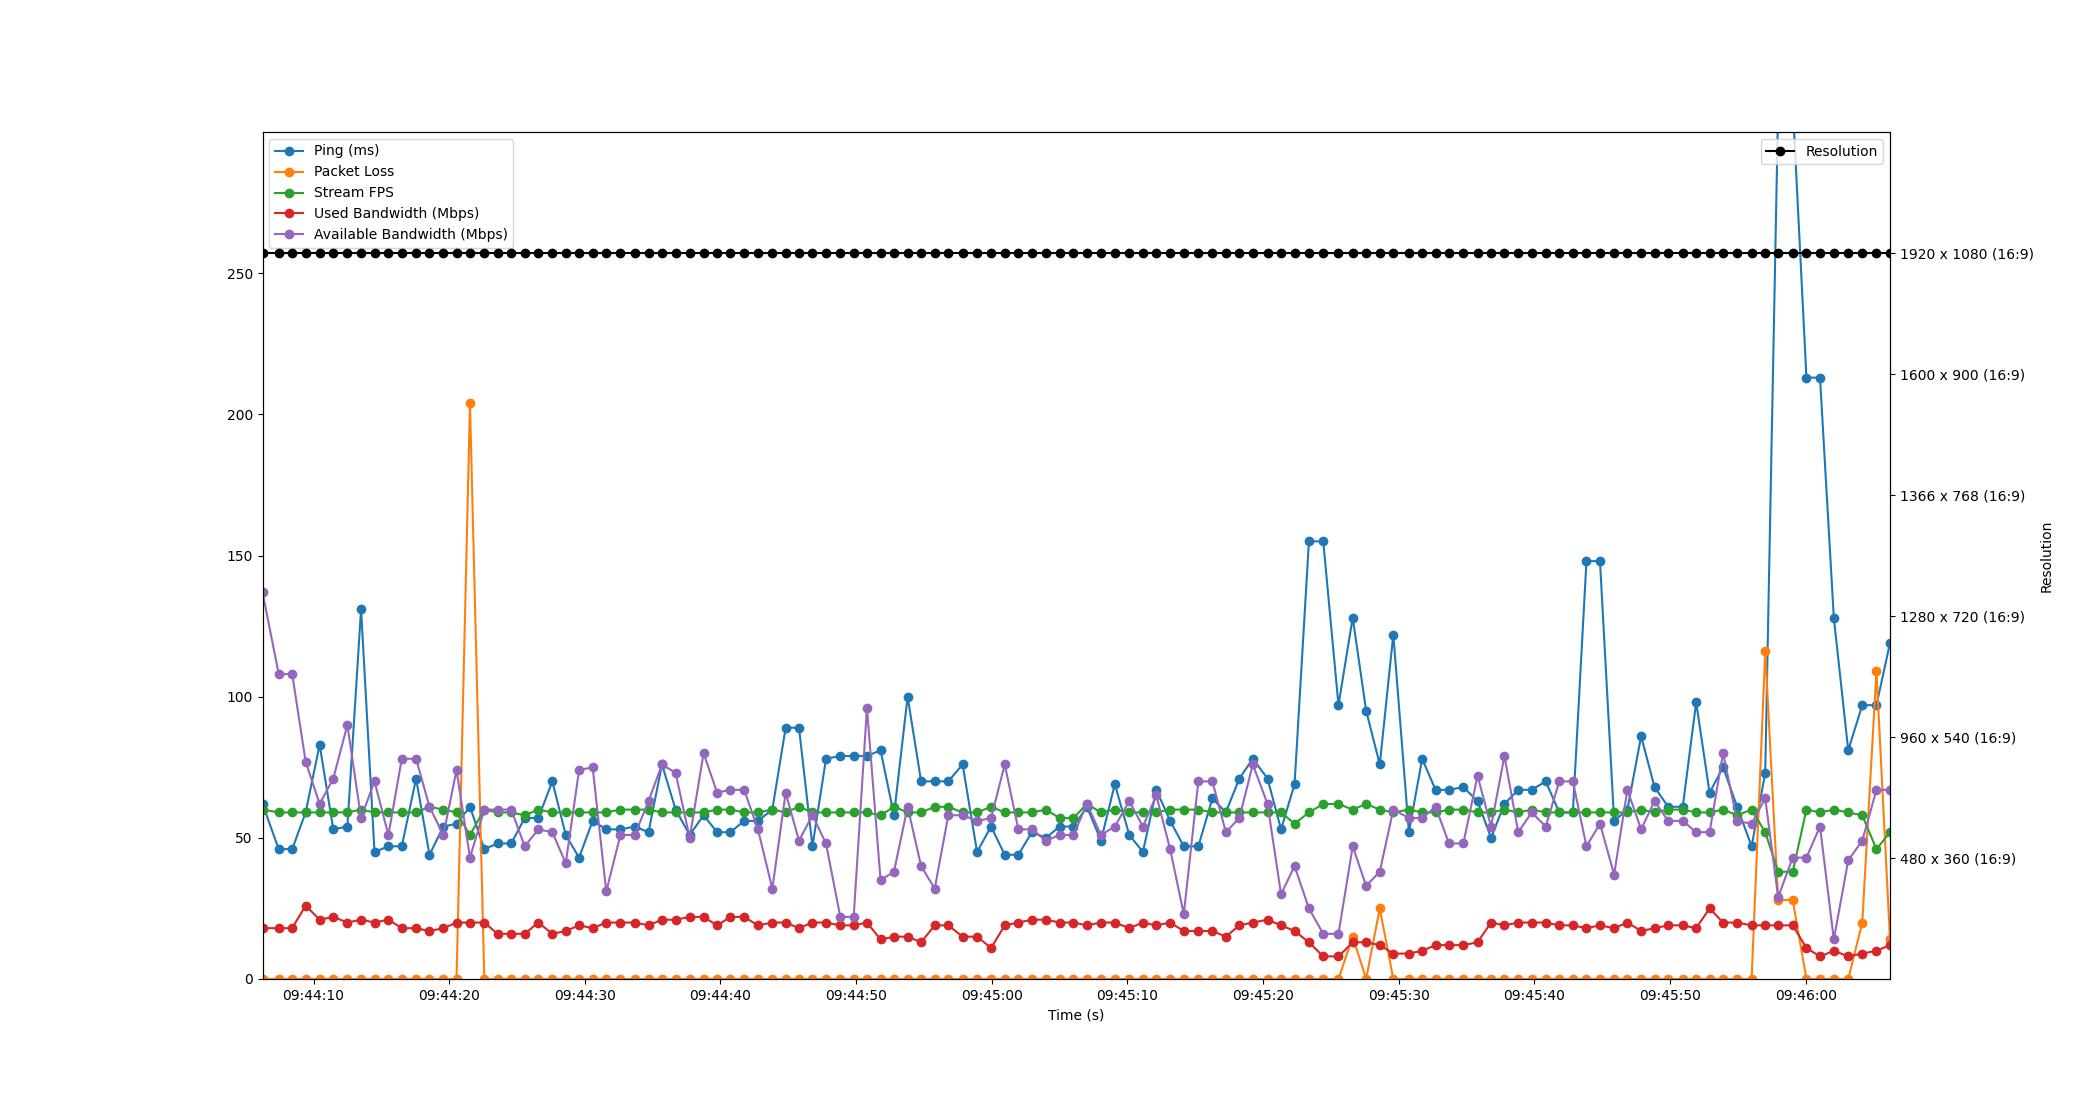 Ping (ms)
Packet Loss
Stream FPS
Used Bandwidth (Mbps)
Available Bandwidth (Mbps)
Resolution
250
200
150
100
50
0
1920 x 1080 (16:9)
1600 x 900 (16:9)
1366 x 768 (16:9)
1280 x 720 (16:9)
960 x 540 (16:9)
480 x 360 (16:9)
Resolution
09:44:10 09:44:20 09:44:30 09:44:40 09:44:50 09:45:00 09:45:10 09:45:20 09:45:30 09:45:40 09:45:50 09:46:00
Time (s)